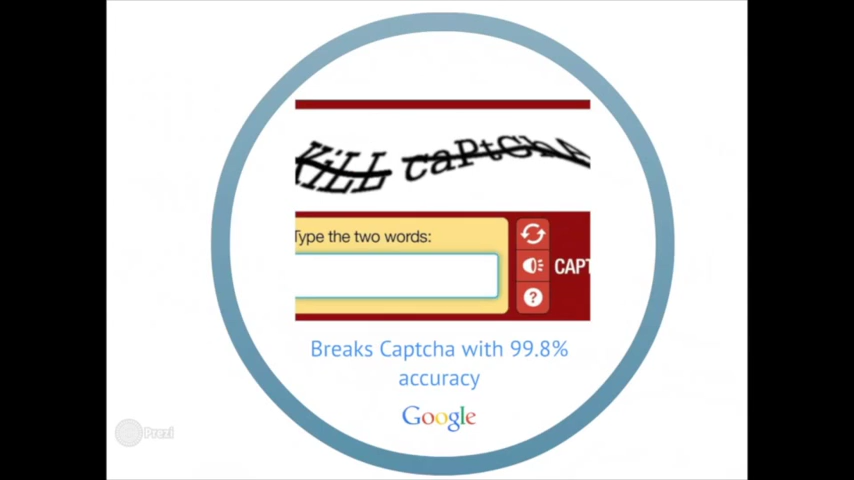 KiLL caPtChA
Type the two words:
CAPT
?
Breaks Captcha with 99.8%
accuracy
Google
Prezi